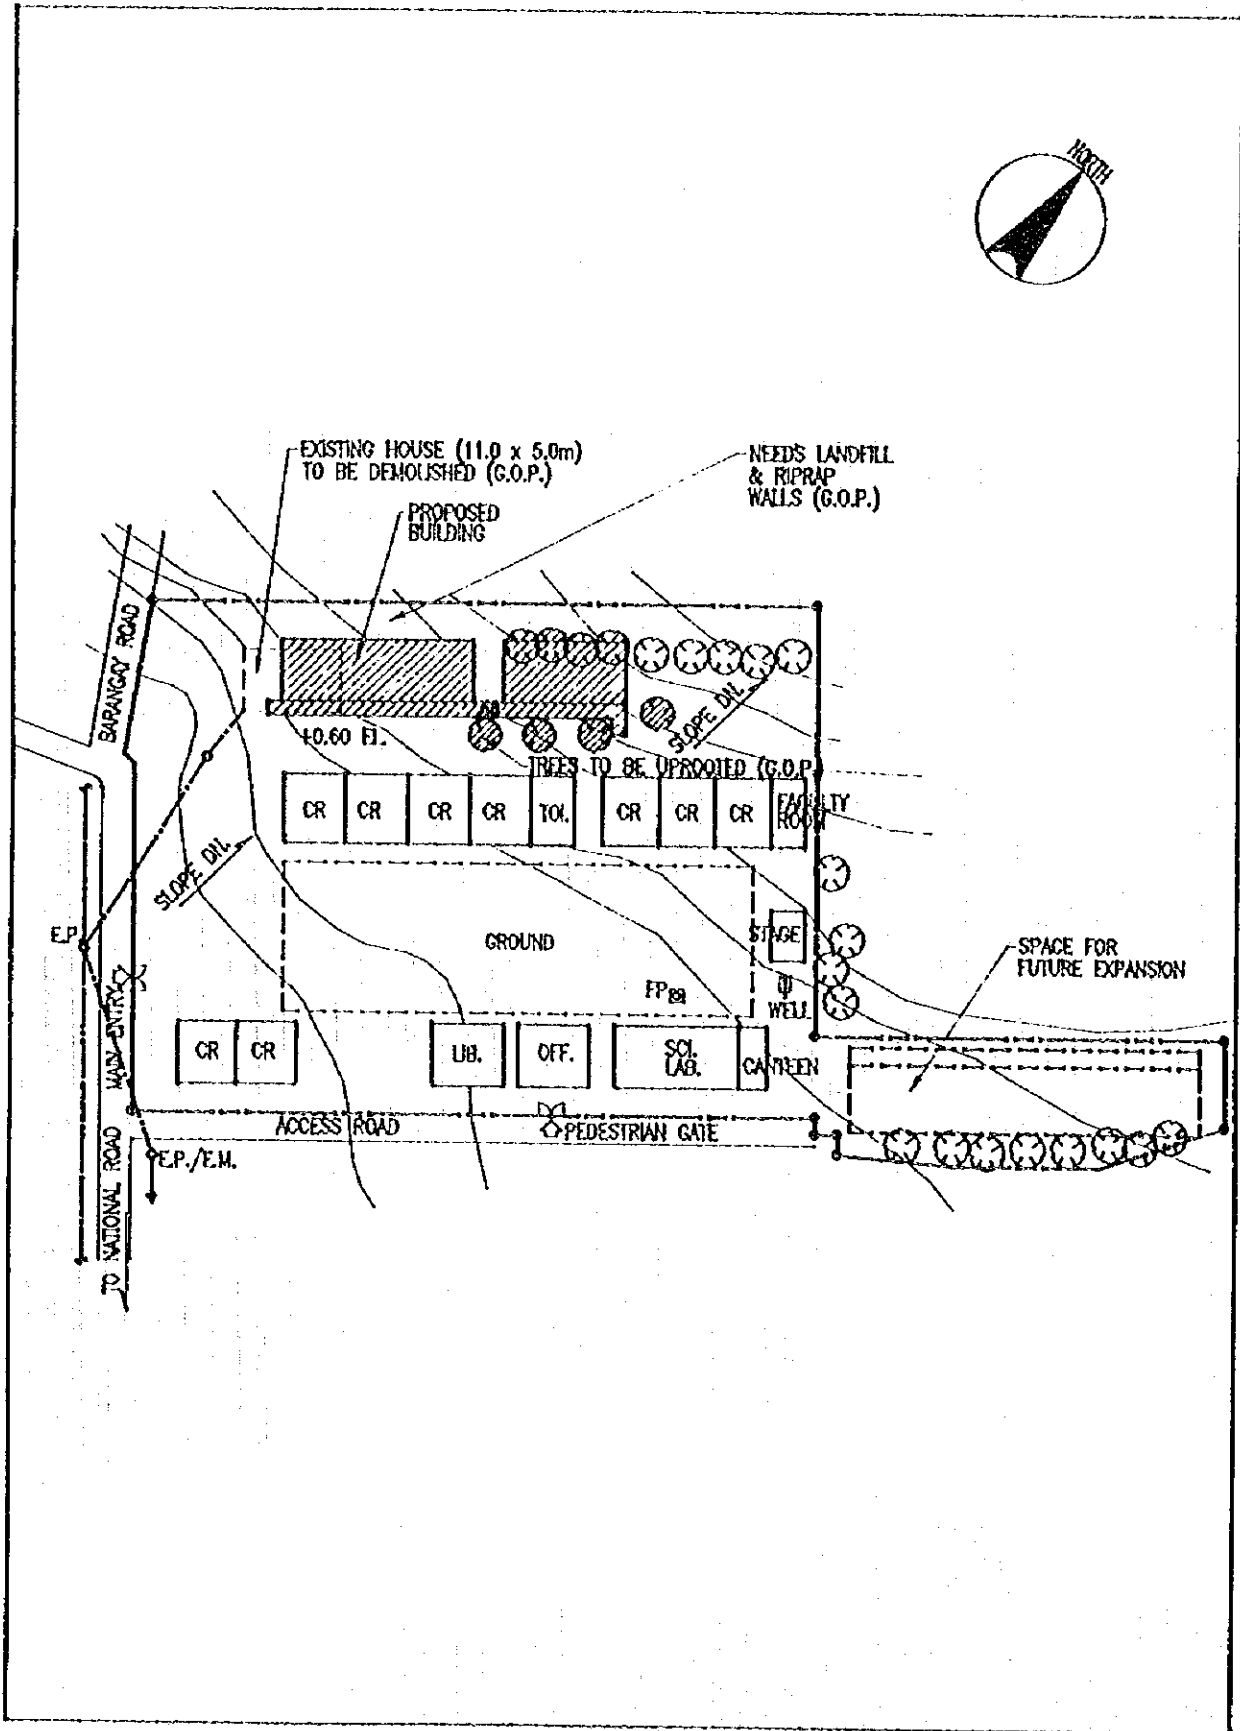 NORTH
EXISTING HOUSE (11.0 x 5.0m)
TO BE DEMOLISHED (G.O.P.)
NEEDS LANDFILL
& RIPRAP
WALLS (G.O.P.)
PROPOSED
BUILDING
BARANGAY ROAD
+0.60 El.
SLOPE DN.
TREES TO BE UPROOTED (G.O.P.)
CR
CR
CR
CR
TOI.
CR
CR
CR
FACULTY
ROOM
SLOPE DN.
E.P.
GROUND
STAGE
SPACE FOR
FUTURE EXPANSION
MAIN ENTRY
FP
WELL
CR
CR
LIB.
OFF.
SCI.
LAB.
CANTEEN
ACCESS ROAD
PEDESTRIAN GATE
E.P./E.M.
TO NATIONAL ROAD